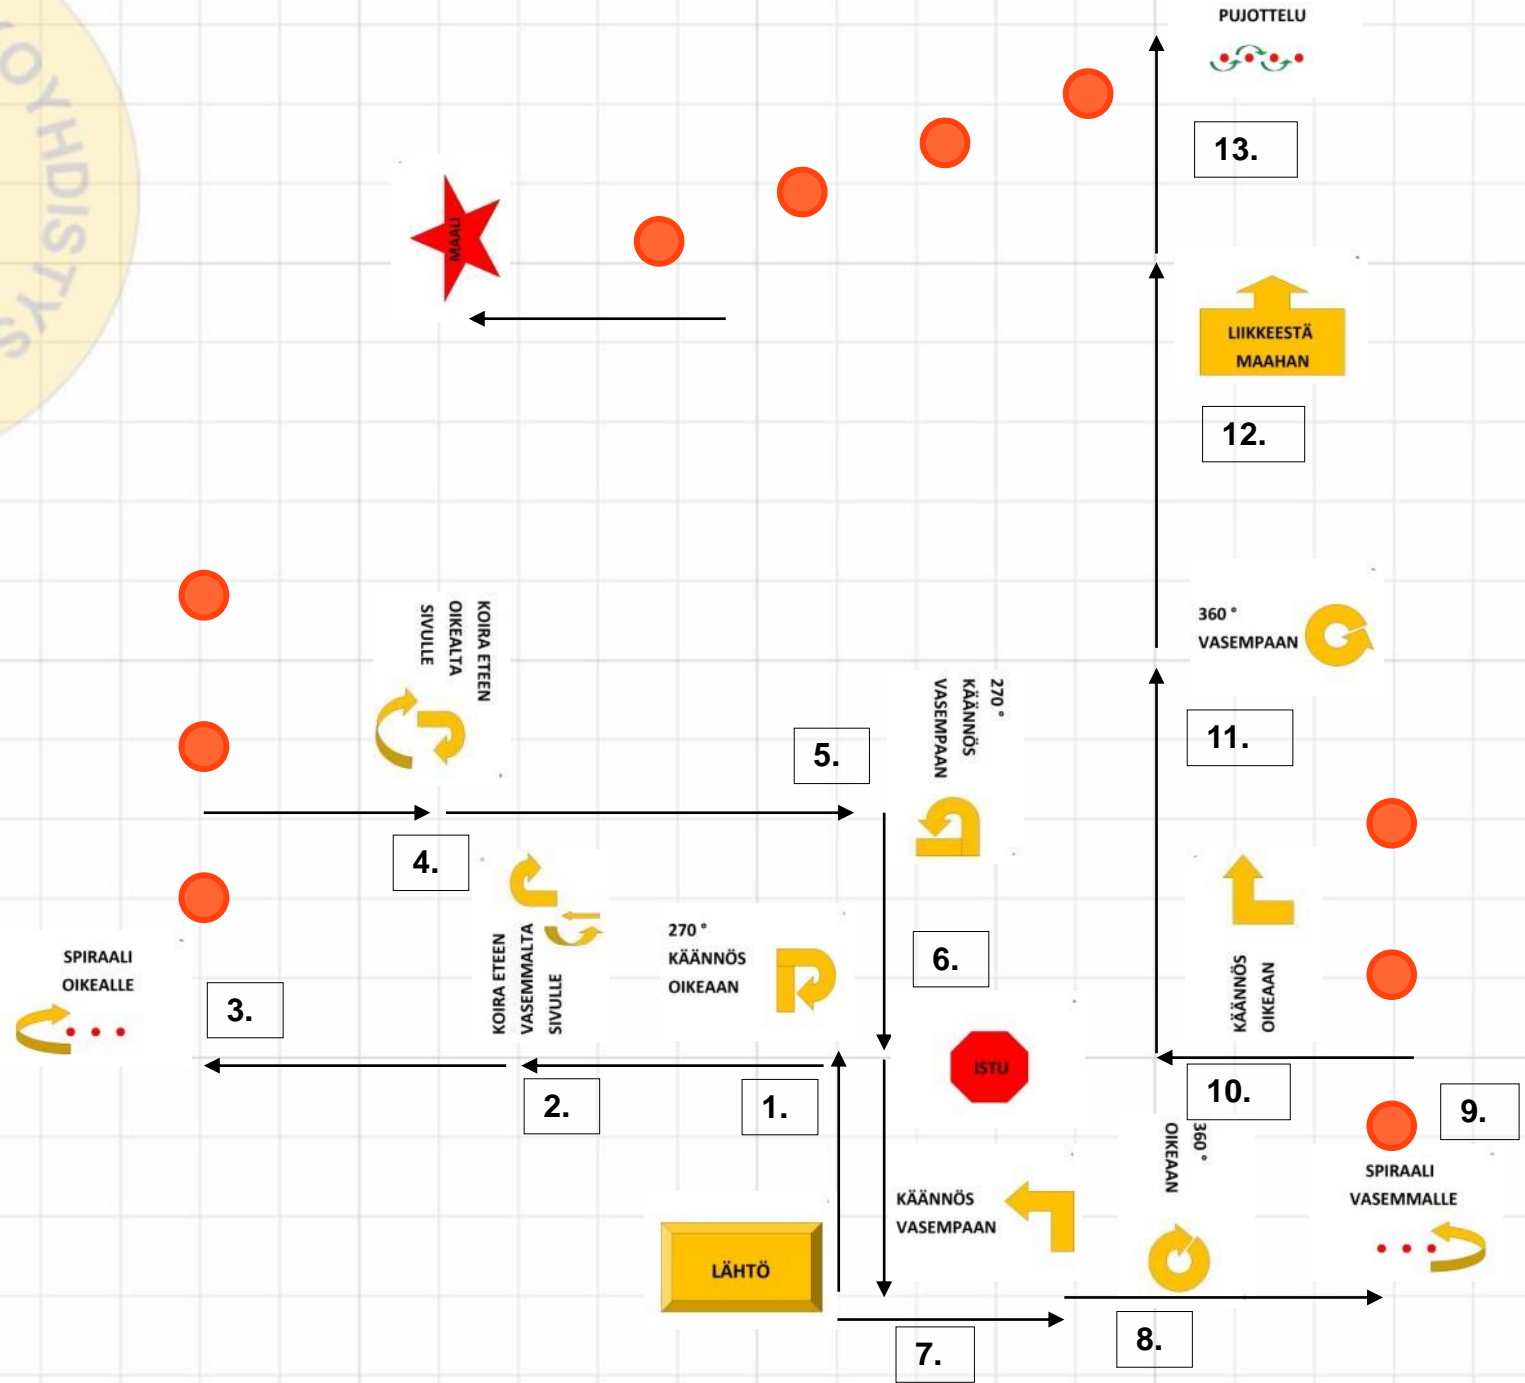 PUJOTTELU
13.
OYHDISTYS
MAALI
LIIKKEESTÄ
MAAHAN
12.
360 °
VASEMPAAN
11.
KOIRA ETEEN
OIKEALTA
SIVULLE
270 °
KÄÄNNÖS
VASEMPAAN
5.
4.
270 °
KÄÄNNÖS
OIKEAAN
KOIRA ETEEN
VASEMMALTA
SIVULLE
6.
KÄÄNNÖS
OIKEAAN
SPIRAALI
OIKEALLE
3.
ISTU
2.
1.
10.
9.
360 °
OIKEAAN
SPIRAALI
VASEMMALLE
KÄÄNNÖS
VASEMPAAN
LÄHTÖ
7.
8.